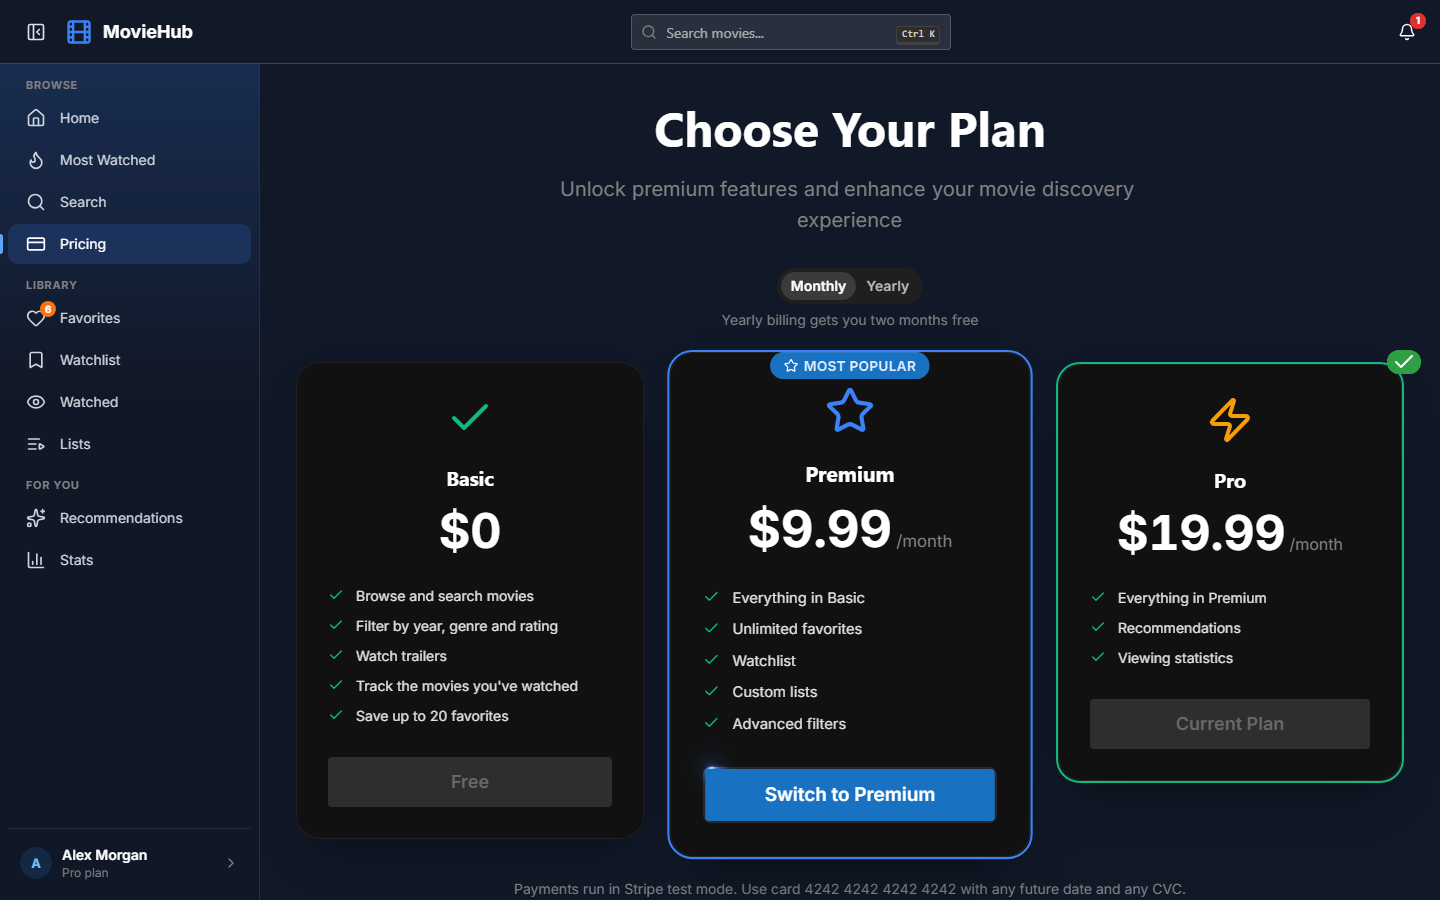 MovieHub
Search movies...
Ctrl K
1
BROWSE
Home
Most Watched
Search
Pricing
LIBRARY
6
Favorites
Watchlist
Watched
Lists
FOR YOU
Recommendations
Stats
A
Alex Morgan
Pro plan
Choose Your Plan
Unlock premium features and enhance your movie discovery
experience
Monthly
Yearly
Yearly billing gets you two months free
Basic
$0
Browse and search movies
Filter by year, genre and rating
Watch trailers
Track the movies you've watched
Save up to 20 favorites
Free
MOST POPULAR
Premium
$9.99 /month
Everything in Basic
Unlimited favorites
Watchlist
Custom lists
Advanced filters
Switch to Premium
Pro
$19.99 /month
Everything in Premium
Recommendations
Viewing statistics
Current Plan
Payments run in Stripe test mode. Use card 4242 4242 4242 4242 with any future date and any CVC.